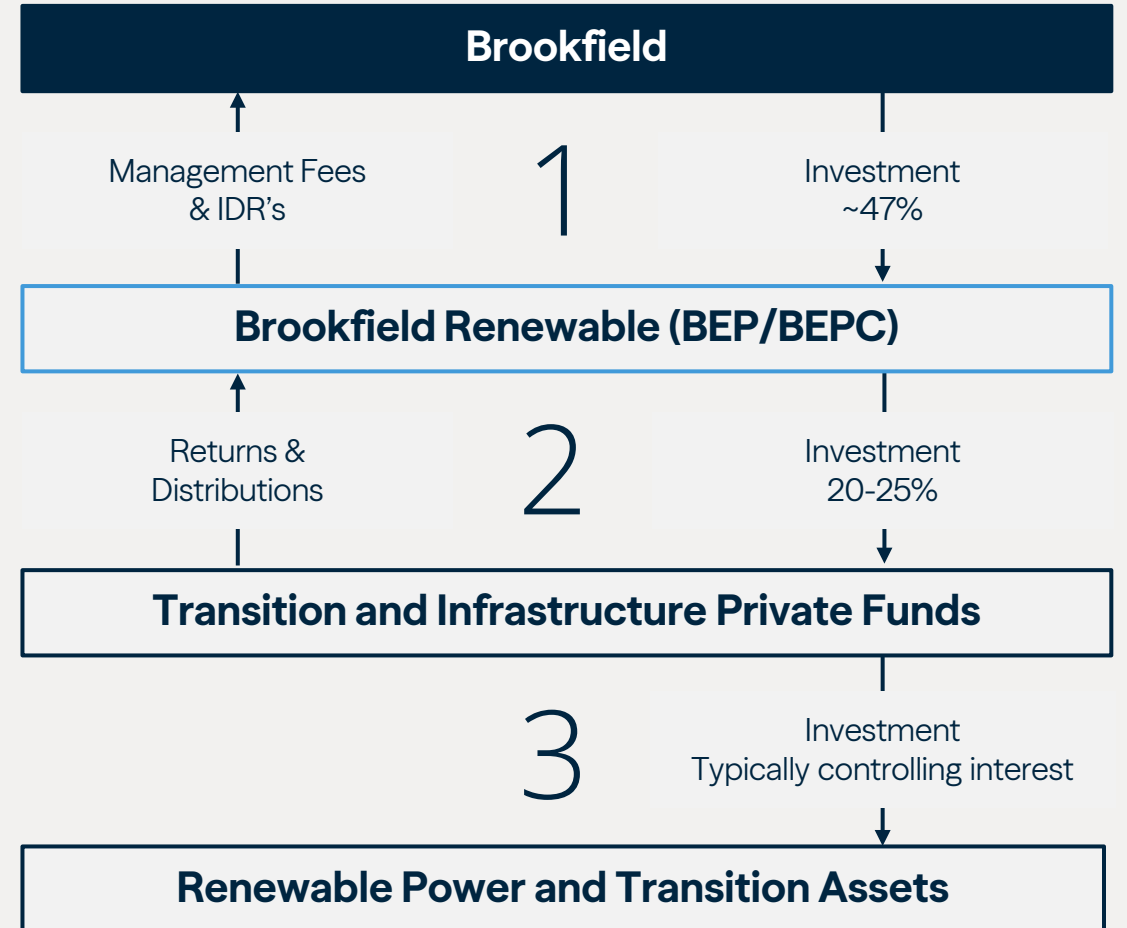 Brookfield
Management Fees
& IDR's
1
Investment
~47%
Brookfield Renewable (BEP/BEPC)
Returns &
Distributions
2
Investment
20-25%
Transition and Infrastructure Private Funds
3
Investment
Typically controlling interest
Renewable Power and Transition Assets